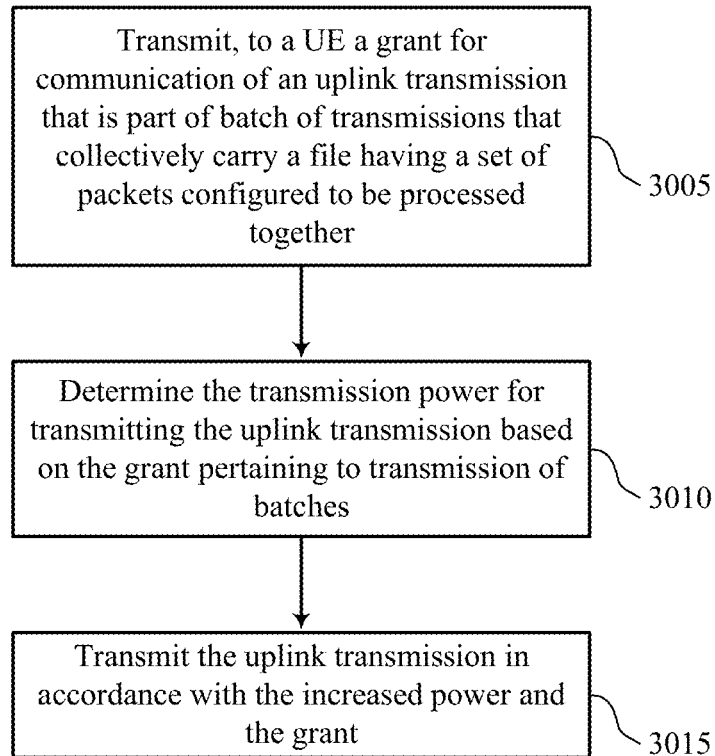 Transmit, to a UE a grant for
communication of an uplink transmission
that is part of batch of transmissions that
collectively carry a file having a set of
packets configured to be processed
together
3005
Determine the transmission power for
transmitting the uplink transmission based
on the grant pertaining to transmission of
batches
3010
Transmit the uplink transmission in
accordance with the increased power and
the grant
3015